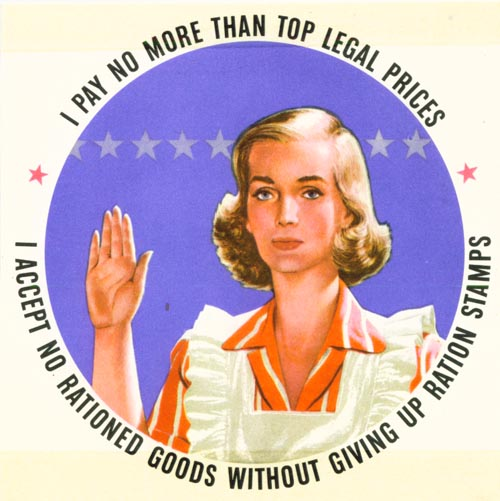 I PAY NO MORE THAN TOP LEGAL PRICES
I ACCEPT NO RATIONED GOODS WITHOUT GIVING UP RATION STAMPS